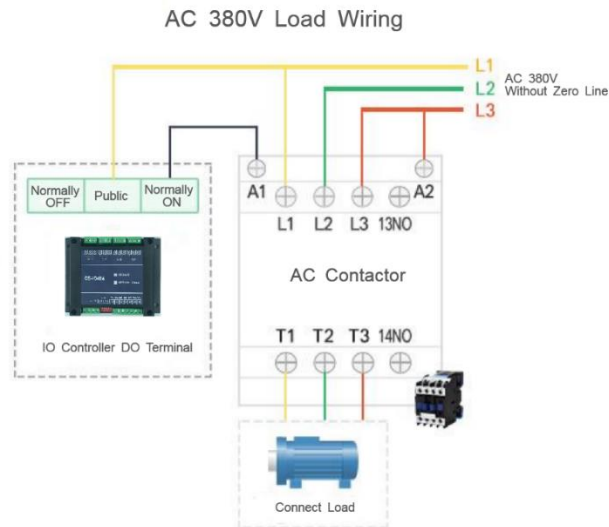 AC 380V Load Wiring
L1
L2
L3
AC 380V
Without Zero Line
Normally
OFF
Public
Normally
ON
A1
A2
L1 L2 L3 13NO
AC Contactor
IO Controller DO Terminal
T1 T2 T3 14NO
Connect Load